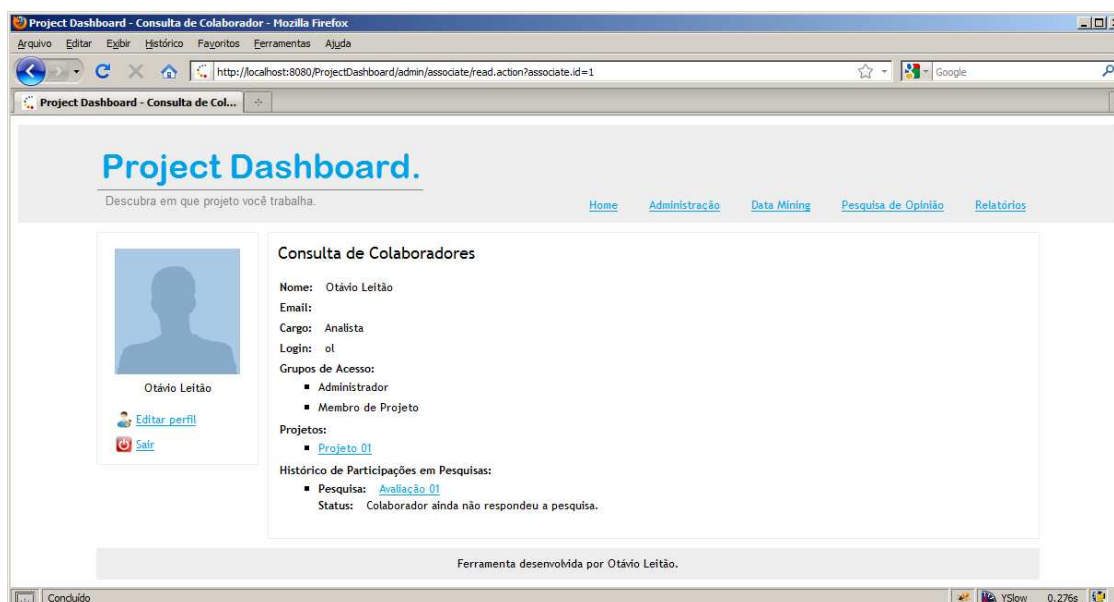 Project Dashboard - Consulta de Colaborador - Mozilla Firefox
Arquivo Editar Exibir Histórico Favoritos Ferramentas Ajuda
http://localhost:8080/ProjectDashboard/admin/associate/read.action?associate.id=1
Google
Project Dashboard - Consulta de Col...
Project Dashboard.
Descubra em que projeto você trabalha.
Home Administração Data Mining Pesquisa de Opinião Relatórios
Otávio Leitão
Editar perfil
Sair
Consulta de Colaboradores
Nome: Otávio Leitão
Email:
Cargo: Analista
Login: ol
Grupos de Acesso:
Administrador
Membro de Projeto
Projetos:
Projeto 01
Histórico de Participações em Pesquisas:
Pesquisa: Avaliação 01
Status: Colaborador ainda não respondeu a pesquisa.
Ferramenta desenvolvida por Otávio Leitão.
Concluído YSlow 0.276s